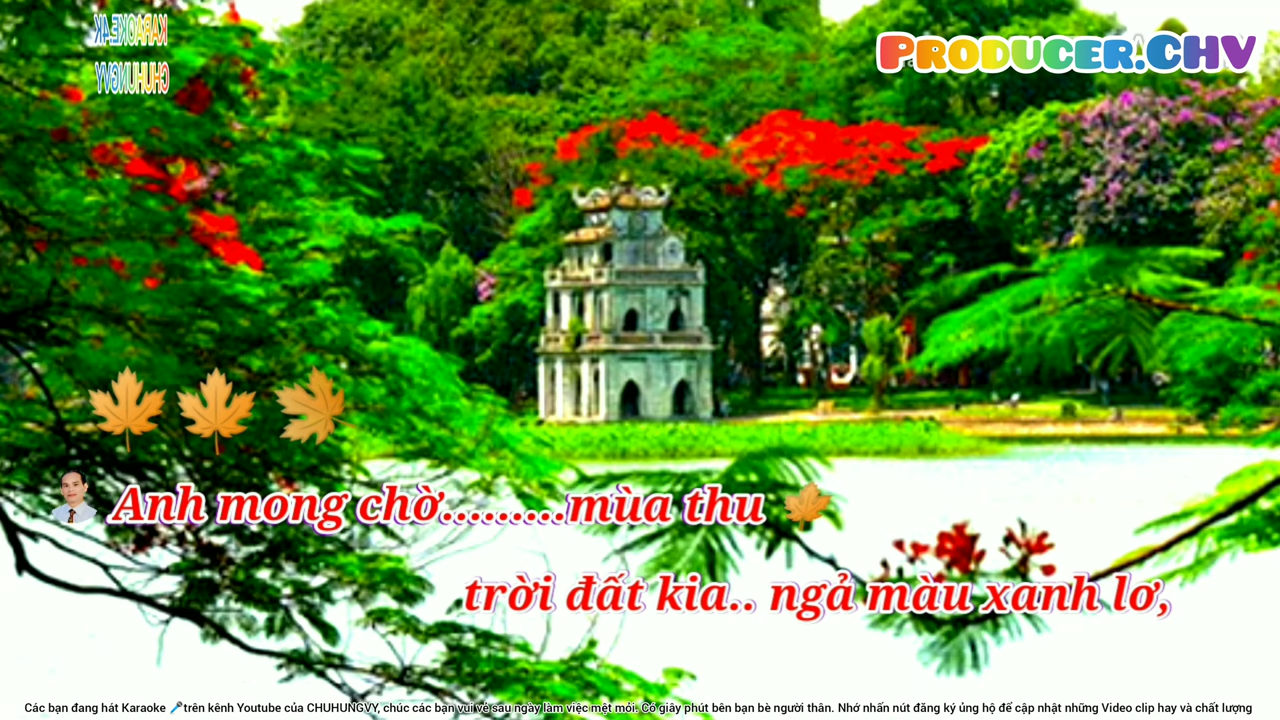 KARAOKE4K
CHUHUNGVY
PRODUCER.CHV
Anh mong chờ.........mùa thu
trời đất kia.. ngả màu xanh lơ,
Các bạn đang hát Karaoke 🎤trên kênh Youtube của CHUHUNGVY, chúc các bạn vui vẻ sau ngày làm việc mệt mỏi. Có giây phút bên bạn bè người thân. Nhớ nhấn nút đăng ký ủng hộ để cập nhật những Video clip hay và chất lượng